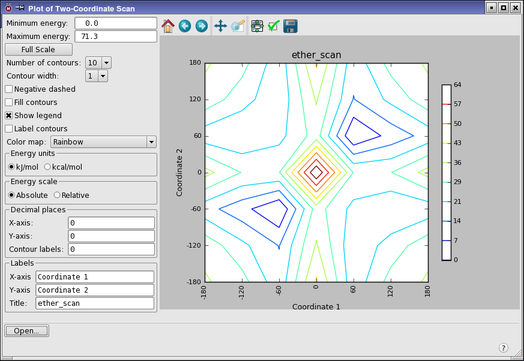 Plot of Two-Coordinate Scan
Minimum energy: 0.0
Maximum energy: 71.3
Full Scale
Number of contours: 10
Contour width: 1
Negative dashed
Fill contours
Show legend
Label contours
Color map: Rainbow
Energy units
kJ/mol kcal/mol
Energy scale
Absolute Relative
Decimal places
X-axis: 0
Y-axis: 0
Contour labels: 0
Labels
X-axis Coordinate 1
Y-axis Coordinate 2
Title: ether_scan
Open...
ether_scan
180
120
60
0
-60
-120
-180
Coordinate 2
-180 -120 -60 0 60 120 180
Coordinate 1
64
57
50
43
36
29
21
14
7
0
?